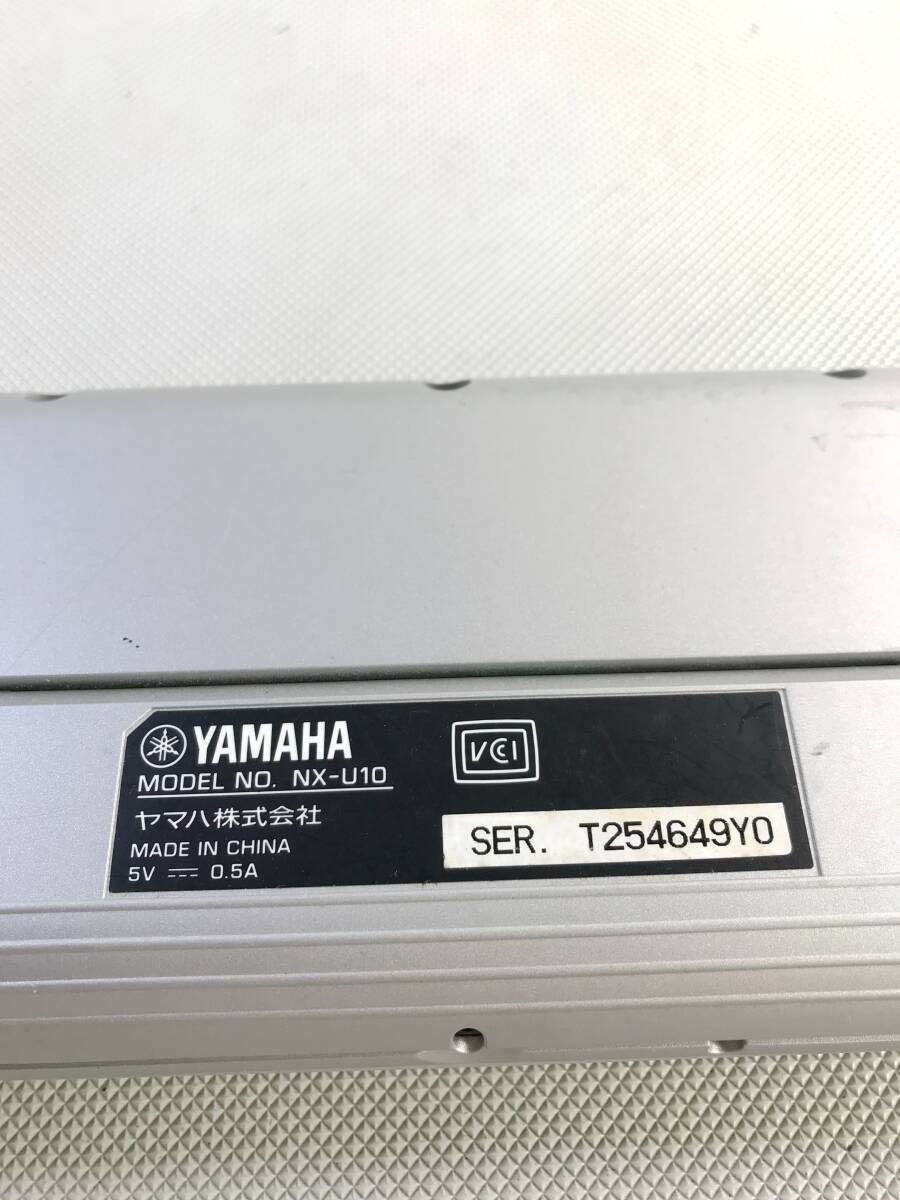 YAMAHA
MODEL NO. NX-U10
ヤマハ株式会社
MADE IN CHINA
5V ⎓ 0.5A
VCI
SER. T254649Y0